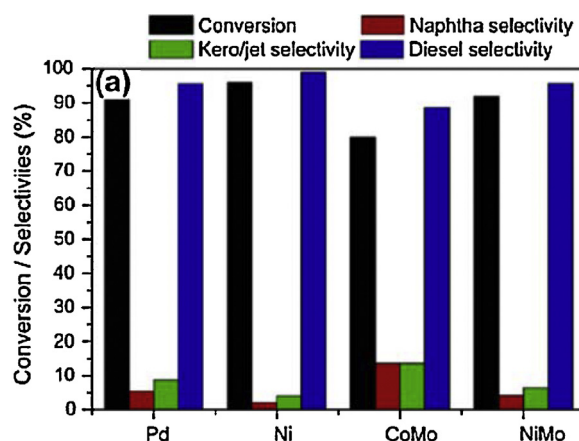 Conversion Naphtha selectivity
Kero/jet selectivity Diesel selectivity
(a)
Conversion / Selectiviies (%)
100
90
80
70
60
50
40
30
20
10
0
Pd Ni CoMo NiMo